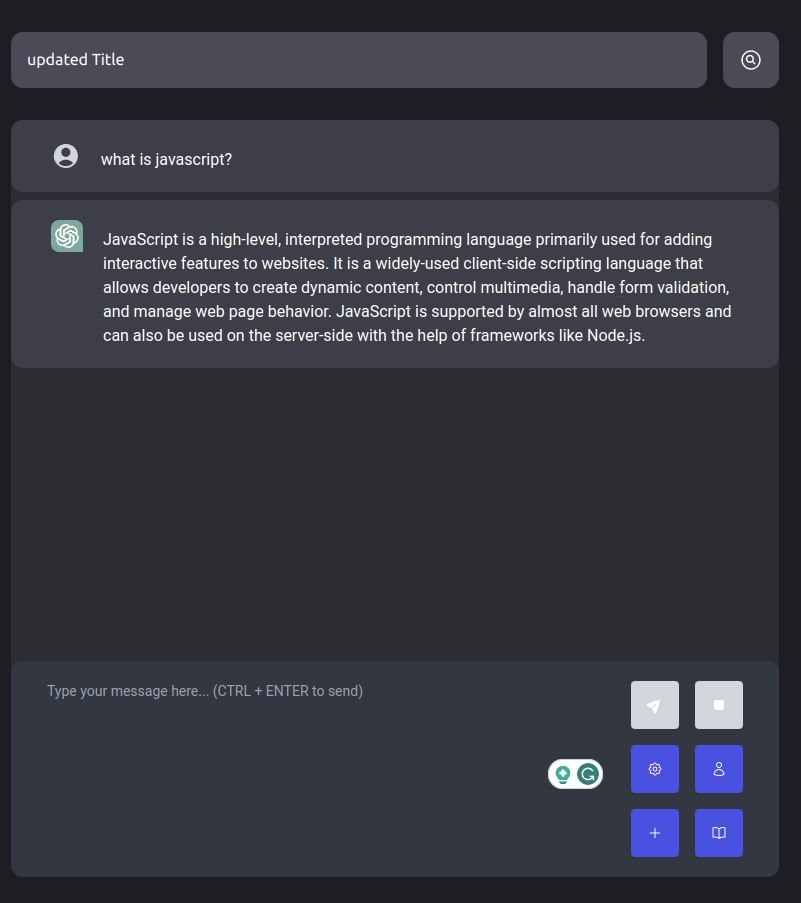 updated Title
what is javascript?
JavaScript is a high-level, interpreted programming language primarily used for adding
interactive features to websites. It is a widely-used client-side scripting language that
allows developers to create dynamic content, control multimedia, handle form validation,
and manage web page behavior. JavaScript is supported by almost all web browsers and
can also be used on the server-side with the help of frameworks like Node.js.
Type your message here... (CTRL + ENTER to send)